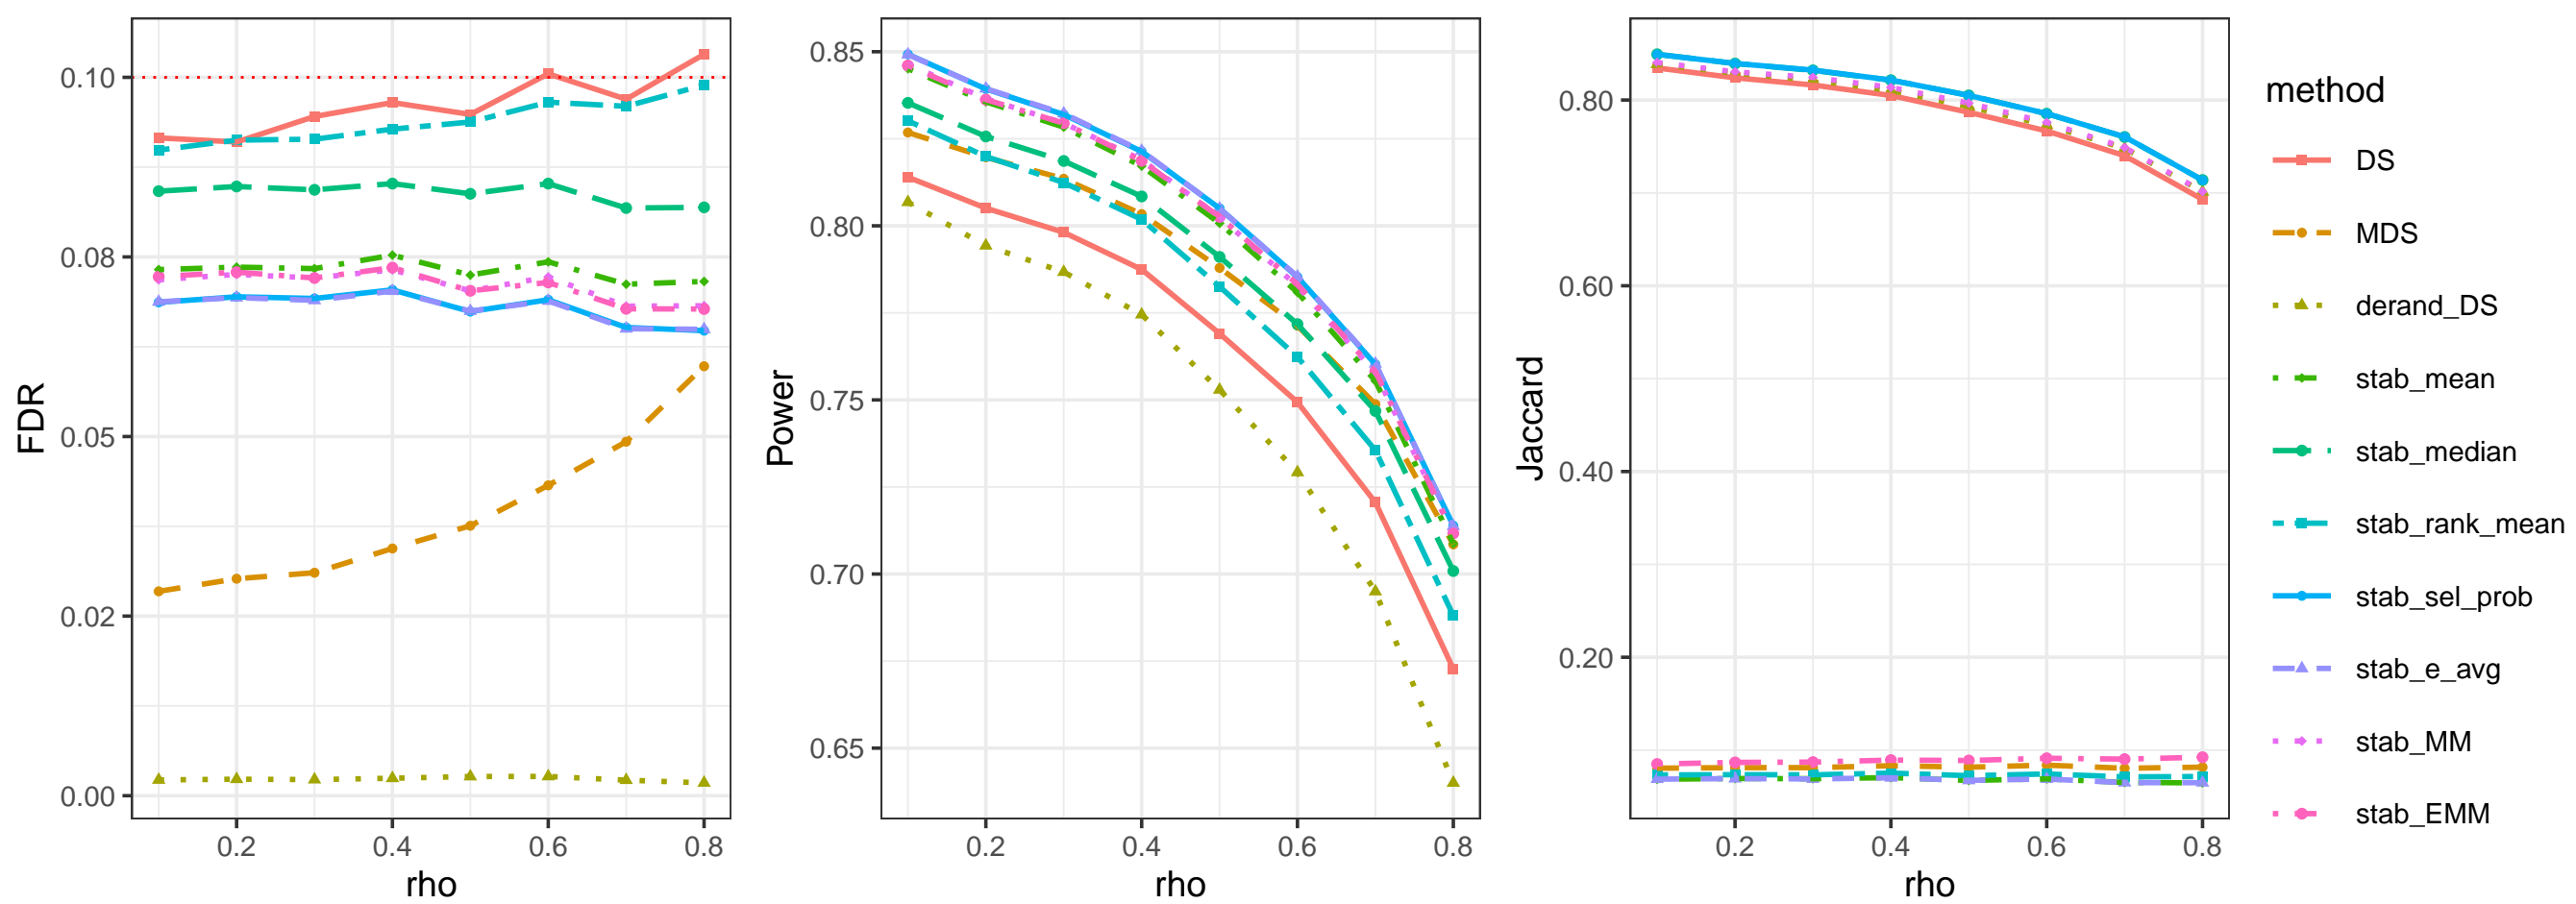 FDR
0.10
0.08
0.05
0.02
0.00
0.2 0.4 0.6 0.8
rho
Power
0.85
0.80
0.75
0.70
0.65
0.2 0.4 0.6 0.8
rho
Jaccard
0.80
0.60
0.40
0.20
0.2 0.4 0.6 0.8
rho
method
DS
MDS
derand_DS
stab_mean
stab_median
stab_rank_mean
stab_sel_prob
stab_e_avg
stab_MM
stab_EMM